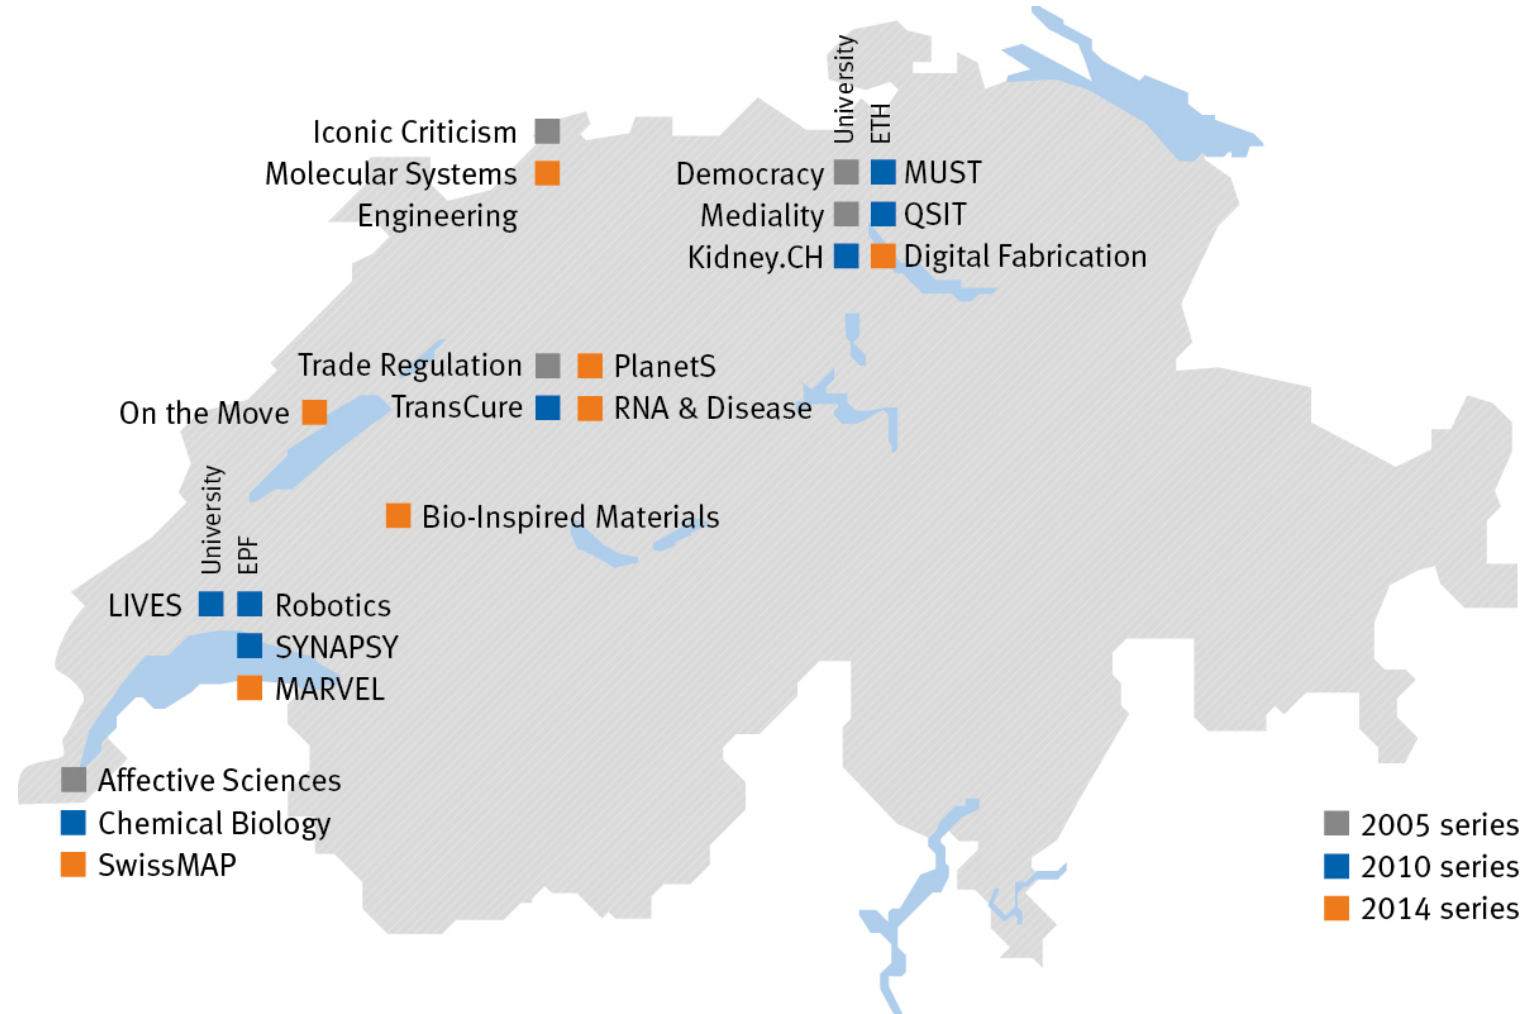 University
ETH
Iconic Criticism
Molecular Systems
Engineering
Democracy
MUST
Mediality
QSIT
Kidney.CH
Digital Fabrication
Trade Regulation
PlanetS
TransCure
RNA & Disease
On the Move
Bio-Inspired Materials
University
EPF
LIVES
Robotics
SYNAPSY
MARVEL
Affective Sciences
Chemical Biology
SwissMAP
2005 series
2010 series
2014 series